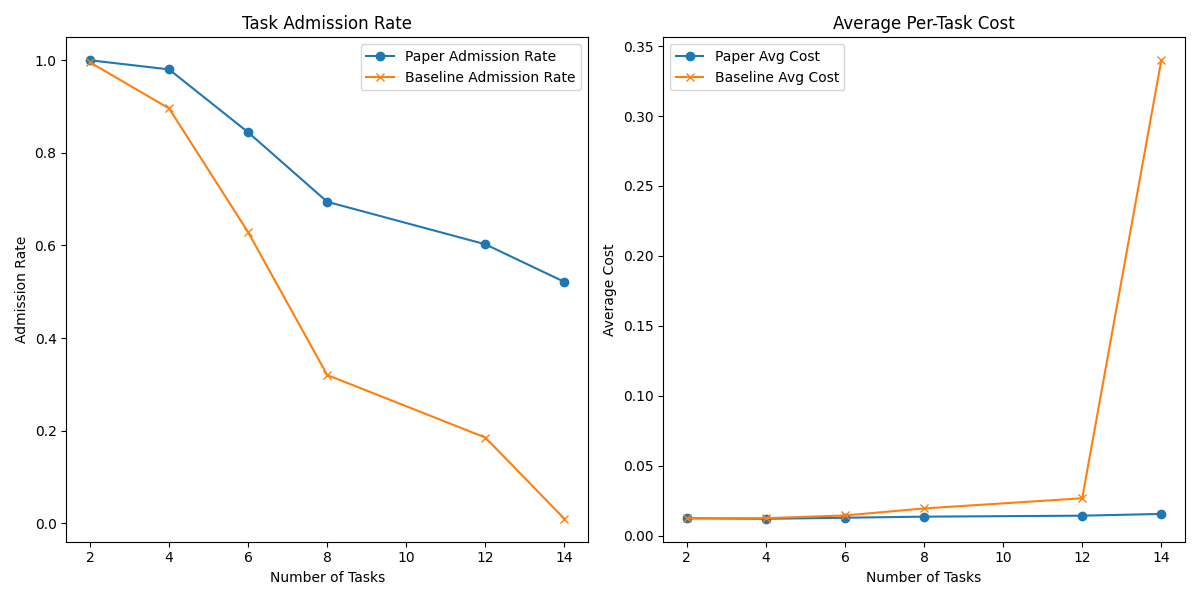 Task Admission Rate
Paper Admission Rate
Baseline Admission Rate
1.0
0.8
0.6
0.4
0.2
0.0
Admission Rate
2 4 6 8 10 12 14
Number of Tasks
Average Per-Task Cost
Paper Avg Cost
Baseline Avg Cost
0.35
0.30
0.25
0.20
0.15
0.10
0.05
0.00
Average Cost
2 4 6 8 10 12 14
Number of Tasks